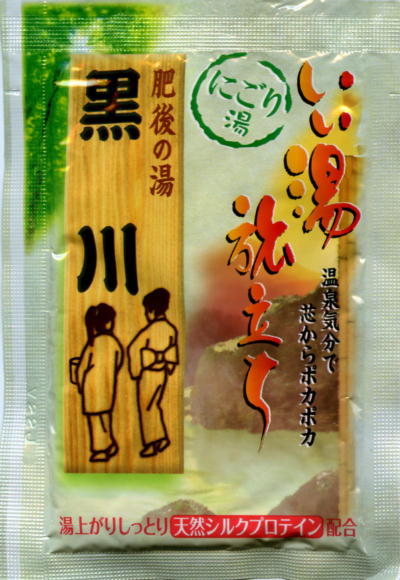 いい湯
旅立ち
にごり
湯
肥後の湯
黒川
温泉気分で
芯からポカポカ
湯上がりしっとり 天然シルクプロテイン 配合